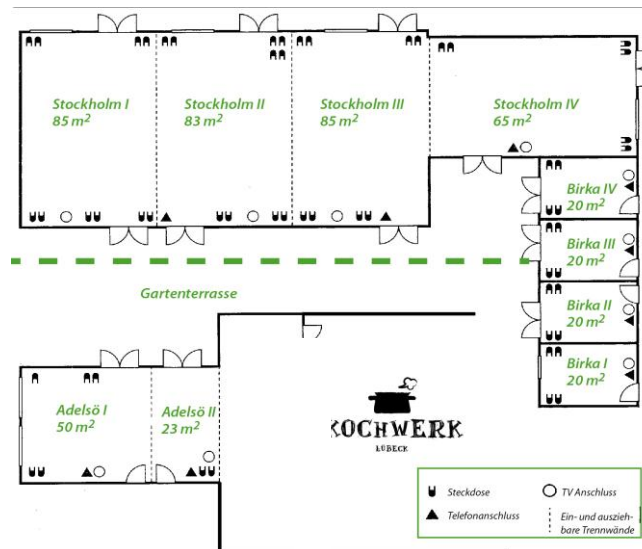 Stockholm I
85 m²
Stockholm II
83 m²
Stockholm III
85 m²
Stockholm IV
65 m²
Birka IV
20 m²
Birka III
20 m²
Birka II
20 m²
Birka I
20 m²
Gartenterrasse
Adelsö I
50 m²
Adelsö II
23 m²
KOCHWERK
LÜBECK
Steckdose
TV Anschluss
Telefonanschluss
Ein- und auszieh-
bare Trennwände